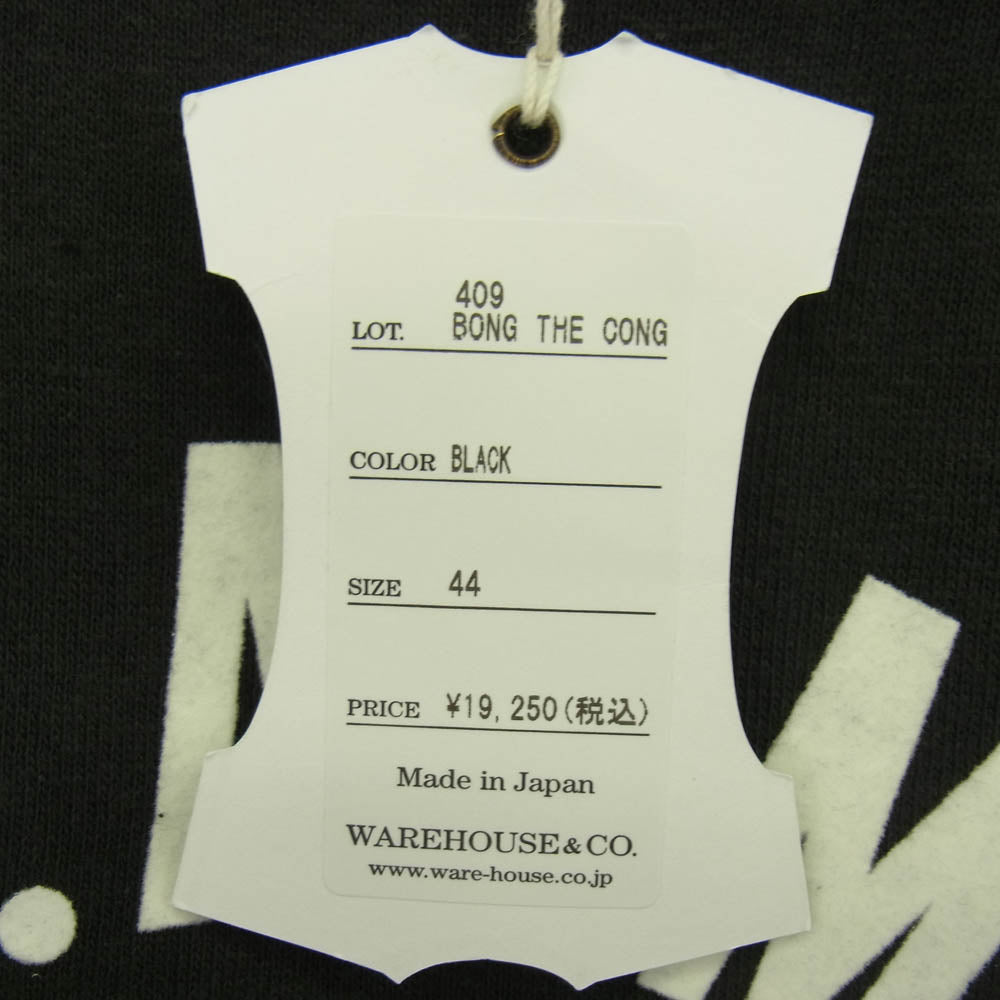 409
LOT. BONG THE CONG
COLOR BLACK
SIZE 44
PRICE ¥19,250(税込)
Made in Japan
WAREHOUSE & CO.
www.ware-house.co.jp